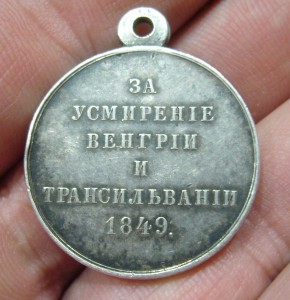 ЗА
УСМИРЕНІЕ
ВЕНГРІИ
И
ТРАНСИЛЬВАНІИ
1849.